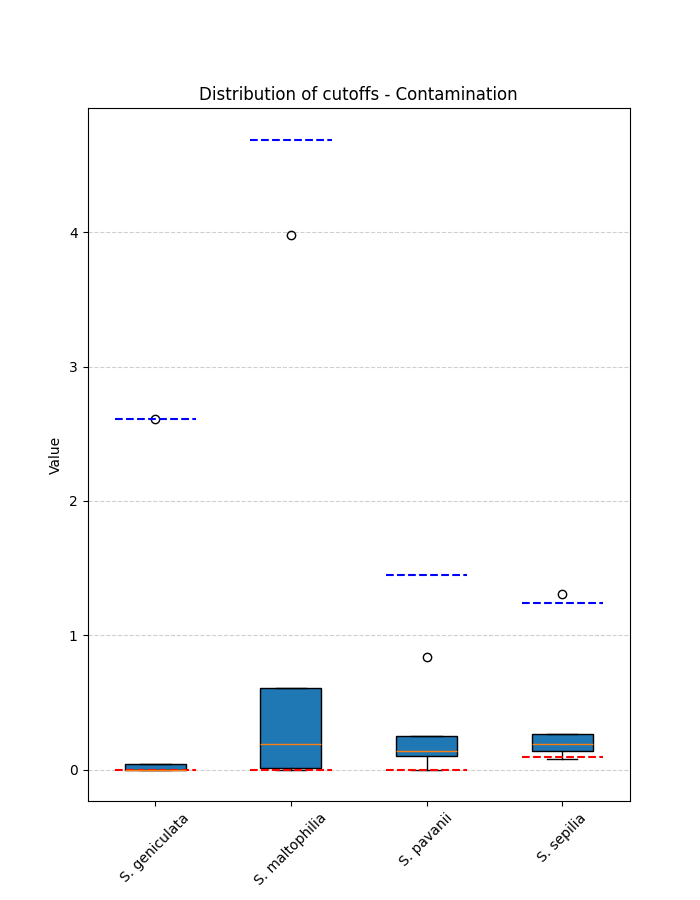 Distribution of cutoffs - Contamination
Value
4
3
2
1
0
S. geniculata
S. maltophilia
S. pavanii
S. sepilia